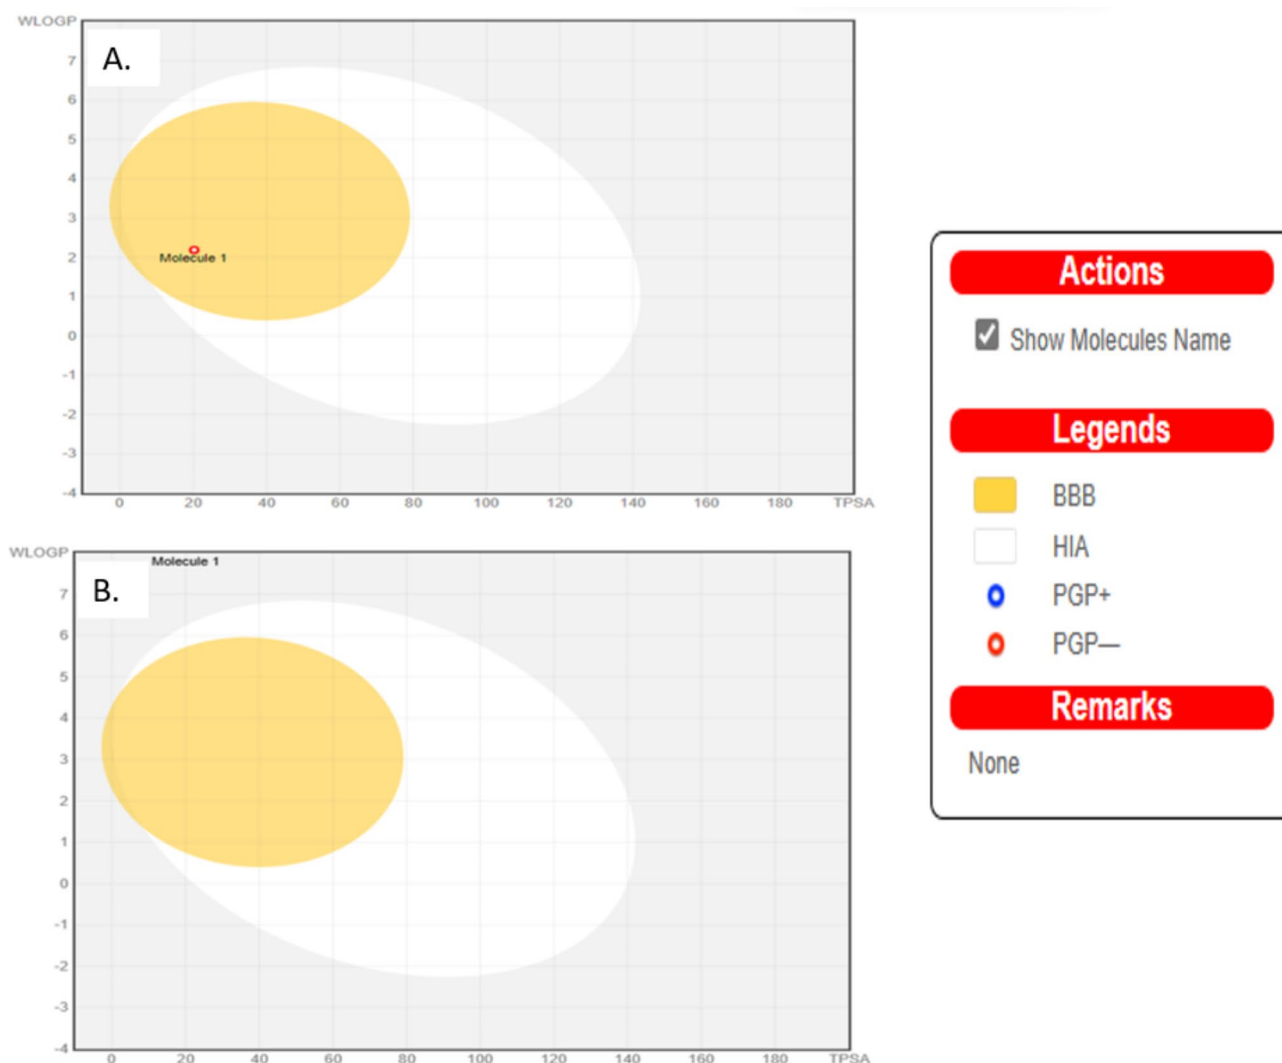 WLOGP
A.
7
6
5
4
3
2
1
0
-1
-2
-3
-4
Molecule 1
0 20 40 60 80 100 120 140 160 180 TPSA
WLOGP
Molecule 1
B.
7
6
5
4
3
2
1
0
-1
-2
-3
-4
0 20 40 60 80 100 120 140 160 180 TPSA
Actions
Show Molecules Name
Legends
BBB
HIA
PGP+
PGP—
Remarks
None